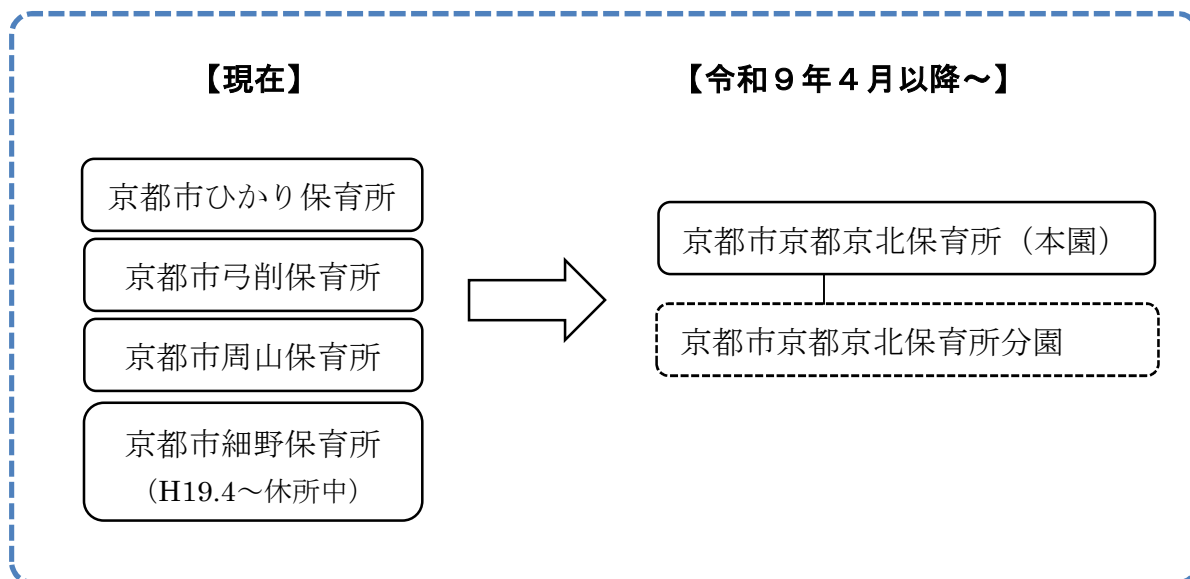 【現在】
京都市ひかり保育所
京都市弓削保育所
京都市周山保育所
京都市細野保育所
（H19.4～休所中）
【令和９年４月以降～】
京都市京都京北保育所（本園）
京都市京都京北保育所分園